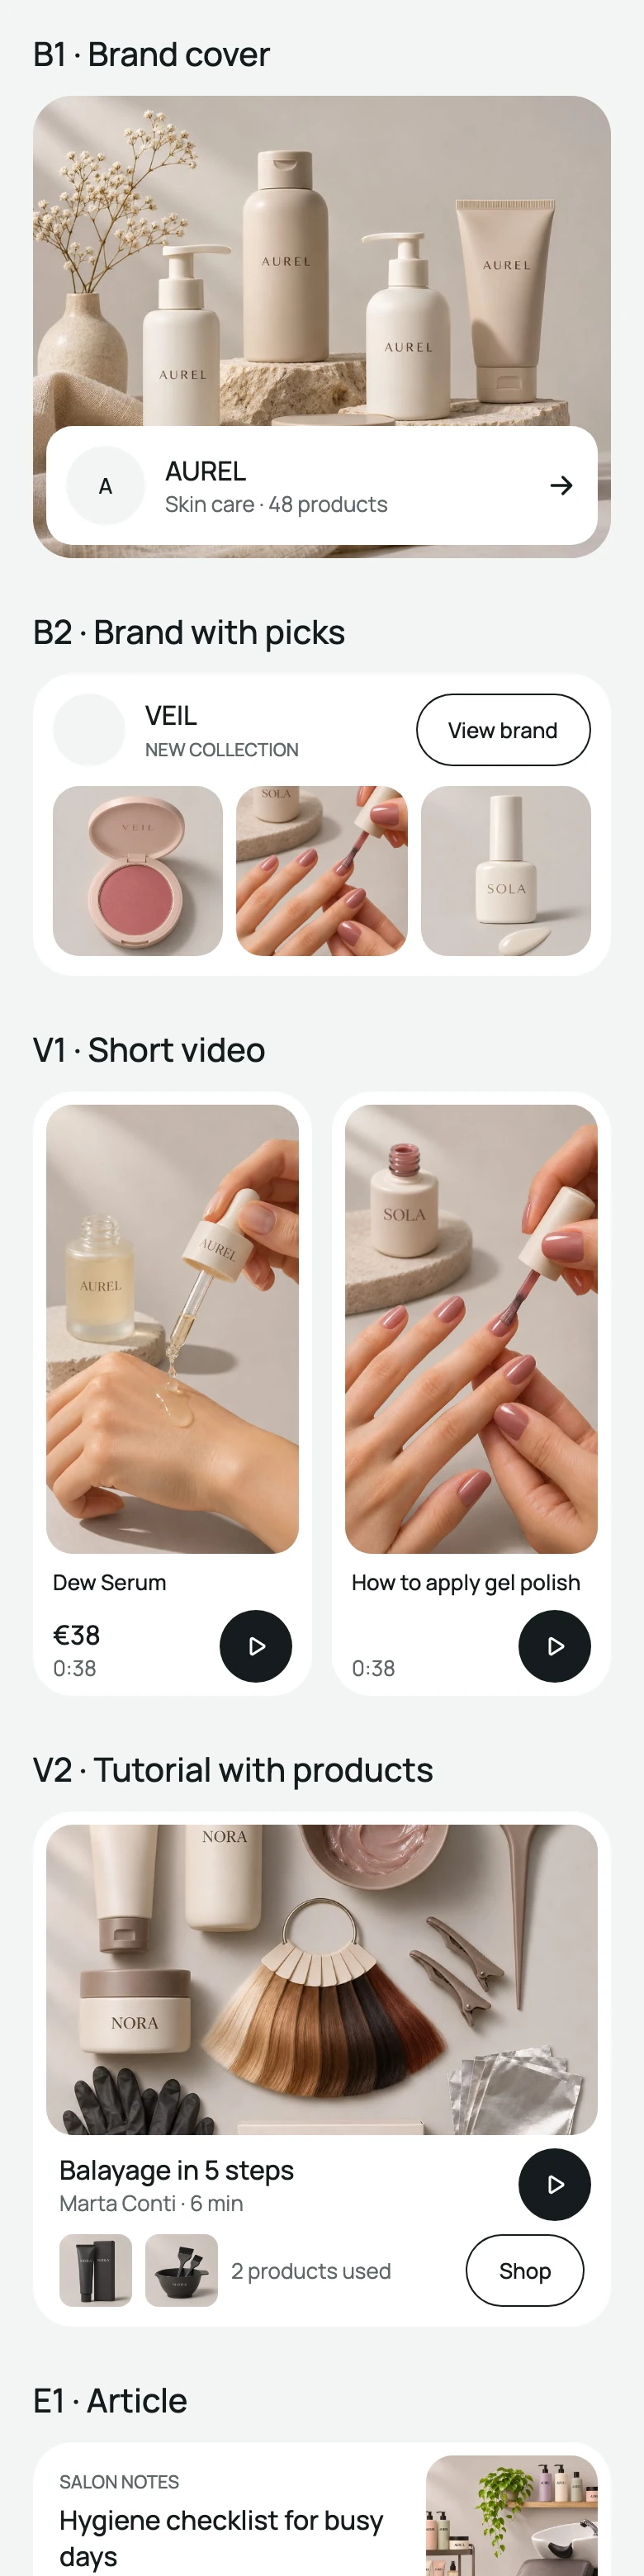 B1 · Brand cover
AUREL
AUREL
AUREL
AUREL
A
AUREL
Skin care · 48 products
B2 · Brand with picks
VEIL
NEW COLLECTION
View brand
VEIL
SOLA
SOLA
V1 · Short video
AUREL
AUREL
SOLA
Dew Serum
€38
0:38
How to apply gel polish
0:38
V2 · Tutorial with products
NORA
NORA
Balayage in 5 steps
Marta Conti · 6 min
2 products used
Shop
E1 · Article
SALON NOTES
Hygiene checklist for busy
days